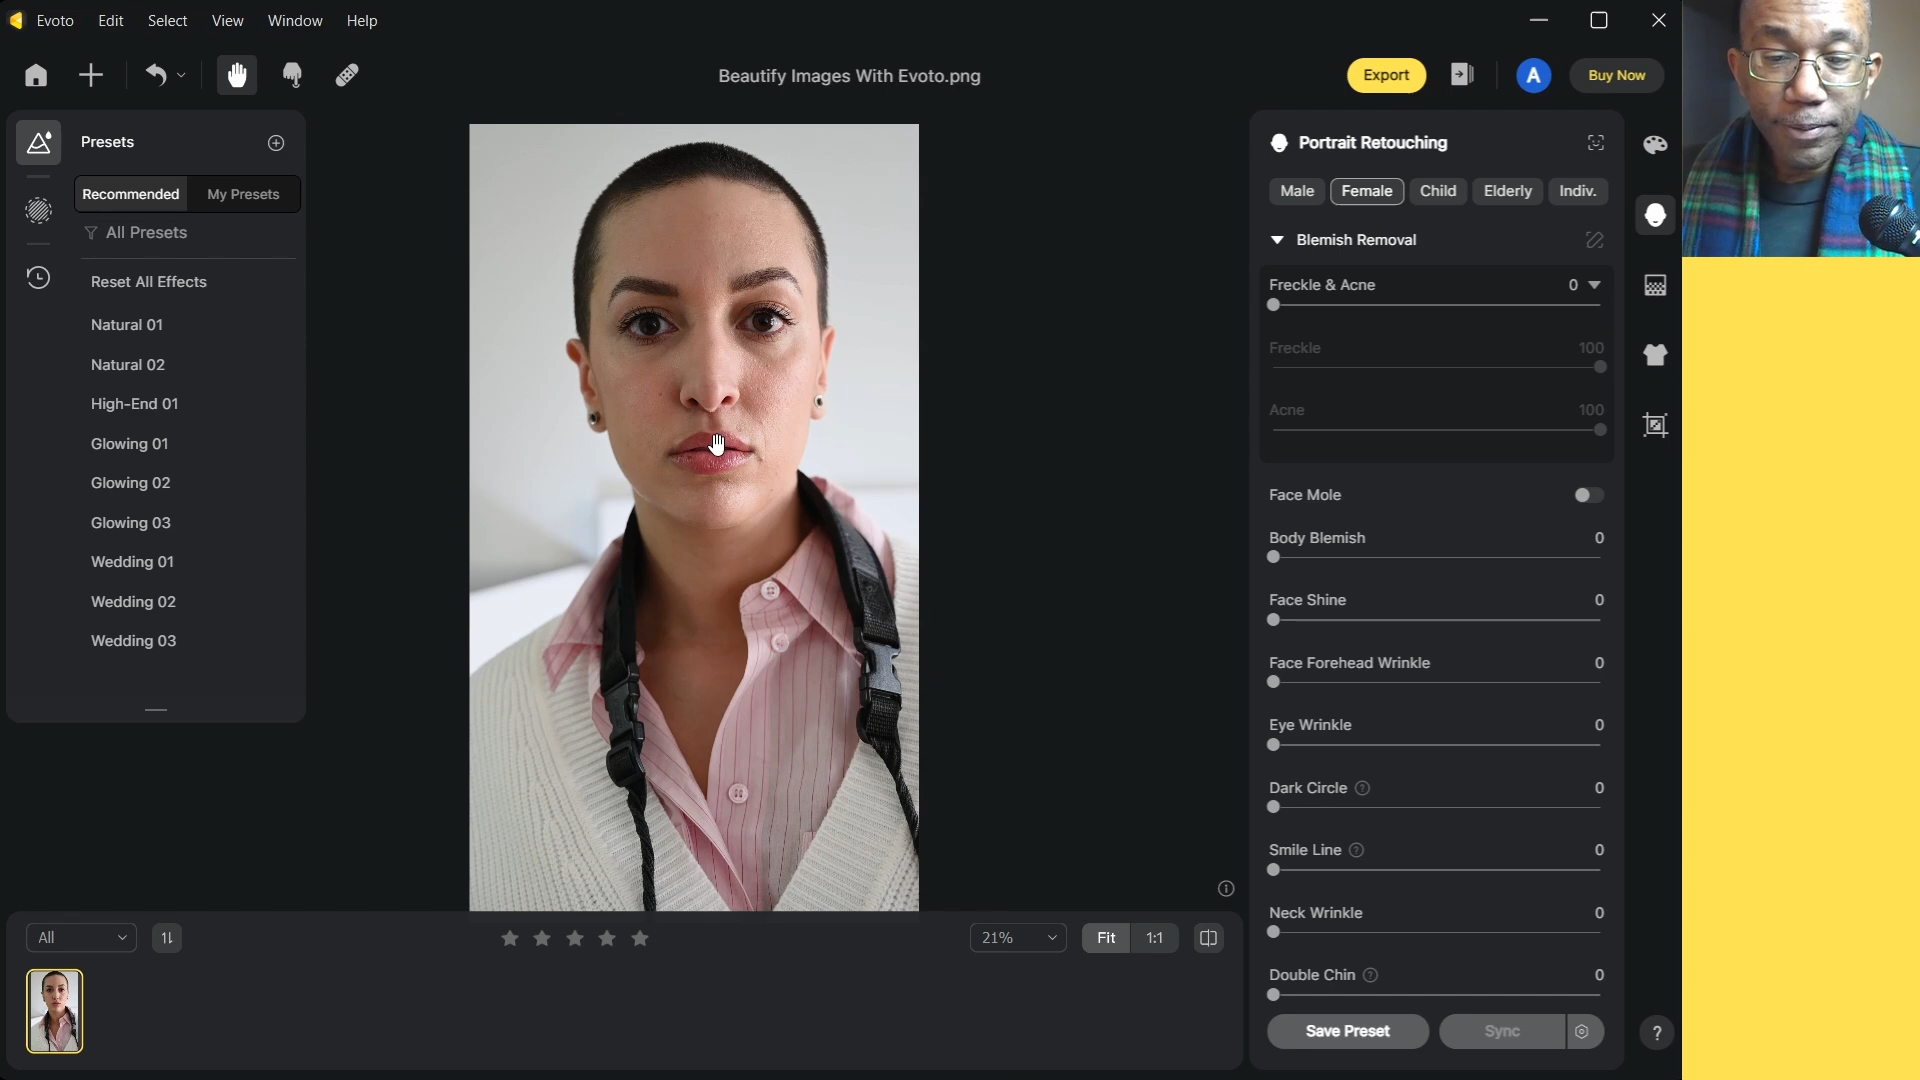 Evoto Edit Select View Window Help
Beautify Images With Evoto.png
Export
A
Buy Now
Presets
Recommended My Presets
All Presets
Reset All Effects
Natural 01
Natural 02
High-End 01
Glowing 01
Glowing 02
Glowing 03
Wedding 01
Wedding 02
Wedding 03
Portrait Retouching
Male Female Child Elderly Indiv.
Blemish Removal
Freckle & Acne 0
Freckle 100
Acne 100
Face Mole
Body Blemish 0
Face Shine 0
Face Forehead Wrinkle 0
Eye Wrinkle 0
Dark Circle ? 0
Smile Line ? 0
Neck Wrinkle 0
Double Chin ? 0
Save Preset Sync
?
All
21% Fit 1:1